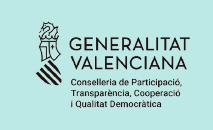 GENERALITAT
VALENCIANA
Conselleria de Participació,
Transparència, Cooperació
i Qualitat Democràtica